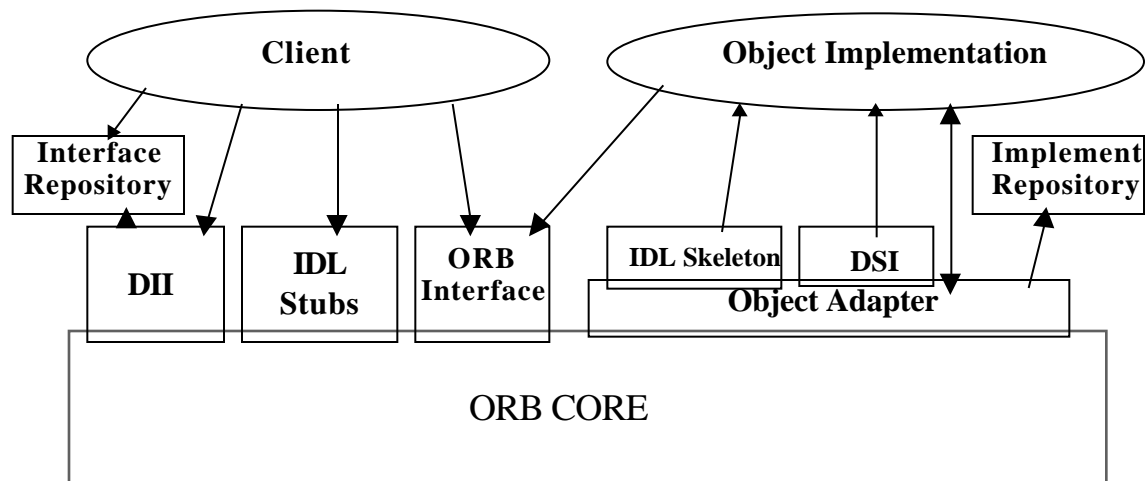 Client
Object Implementation
Interface
Repository
Implement
Repository
DII
IDL
Stubs
ORB
Interface
IDL Skeleton
DSI
Object Adapter
ORB CORE